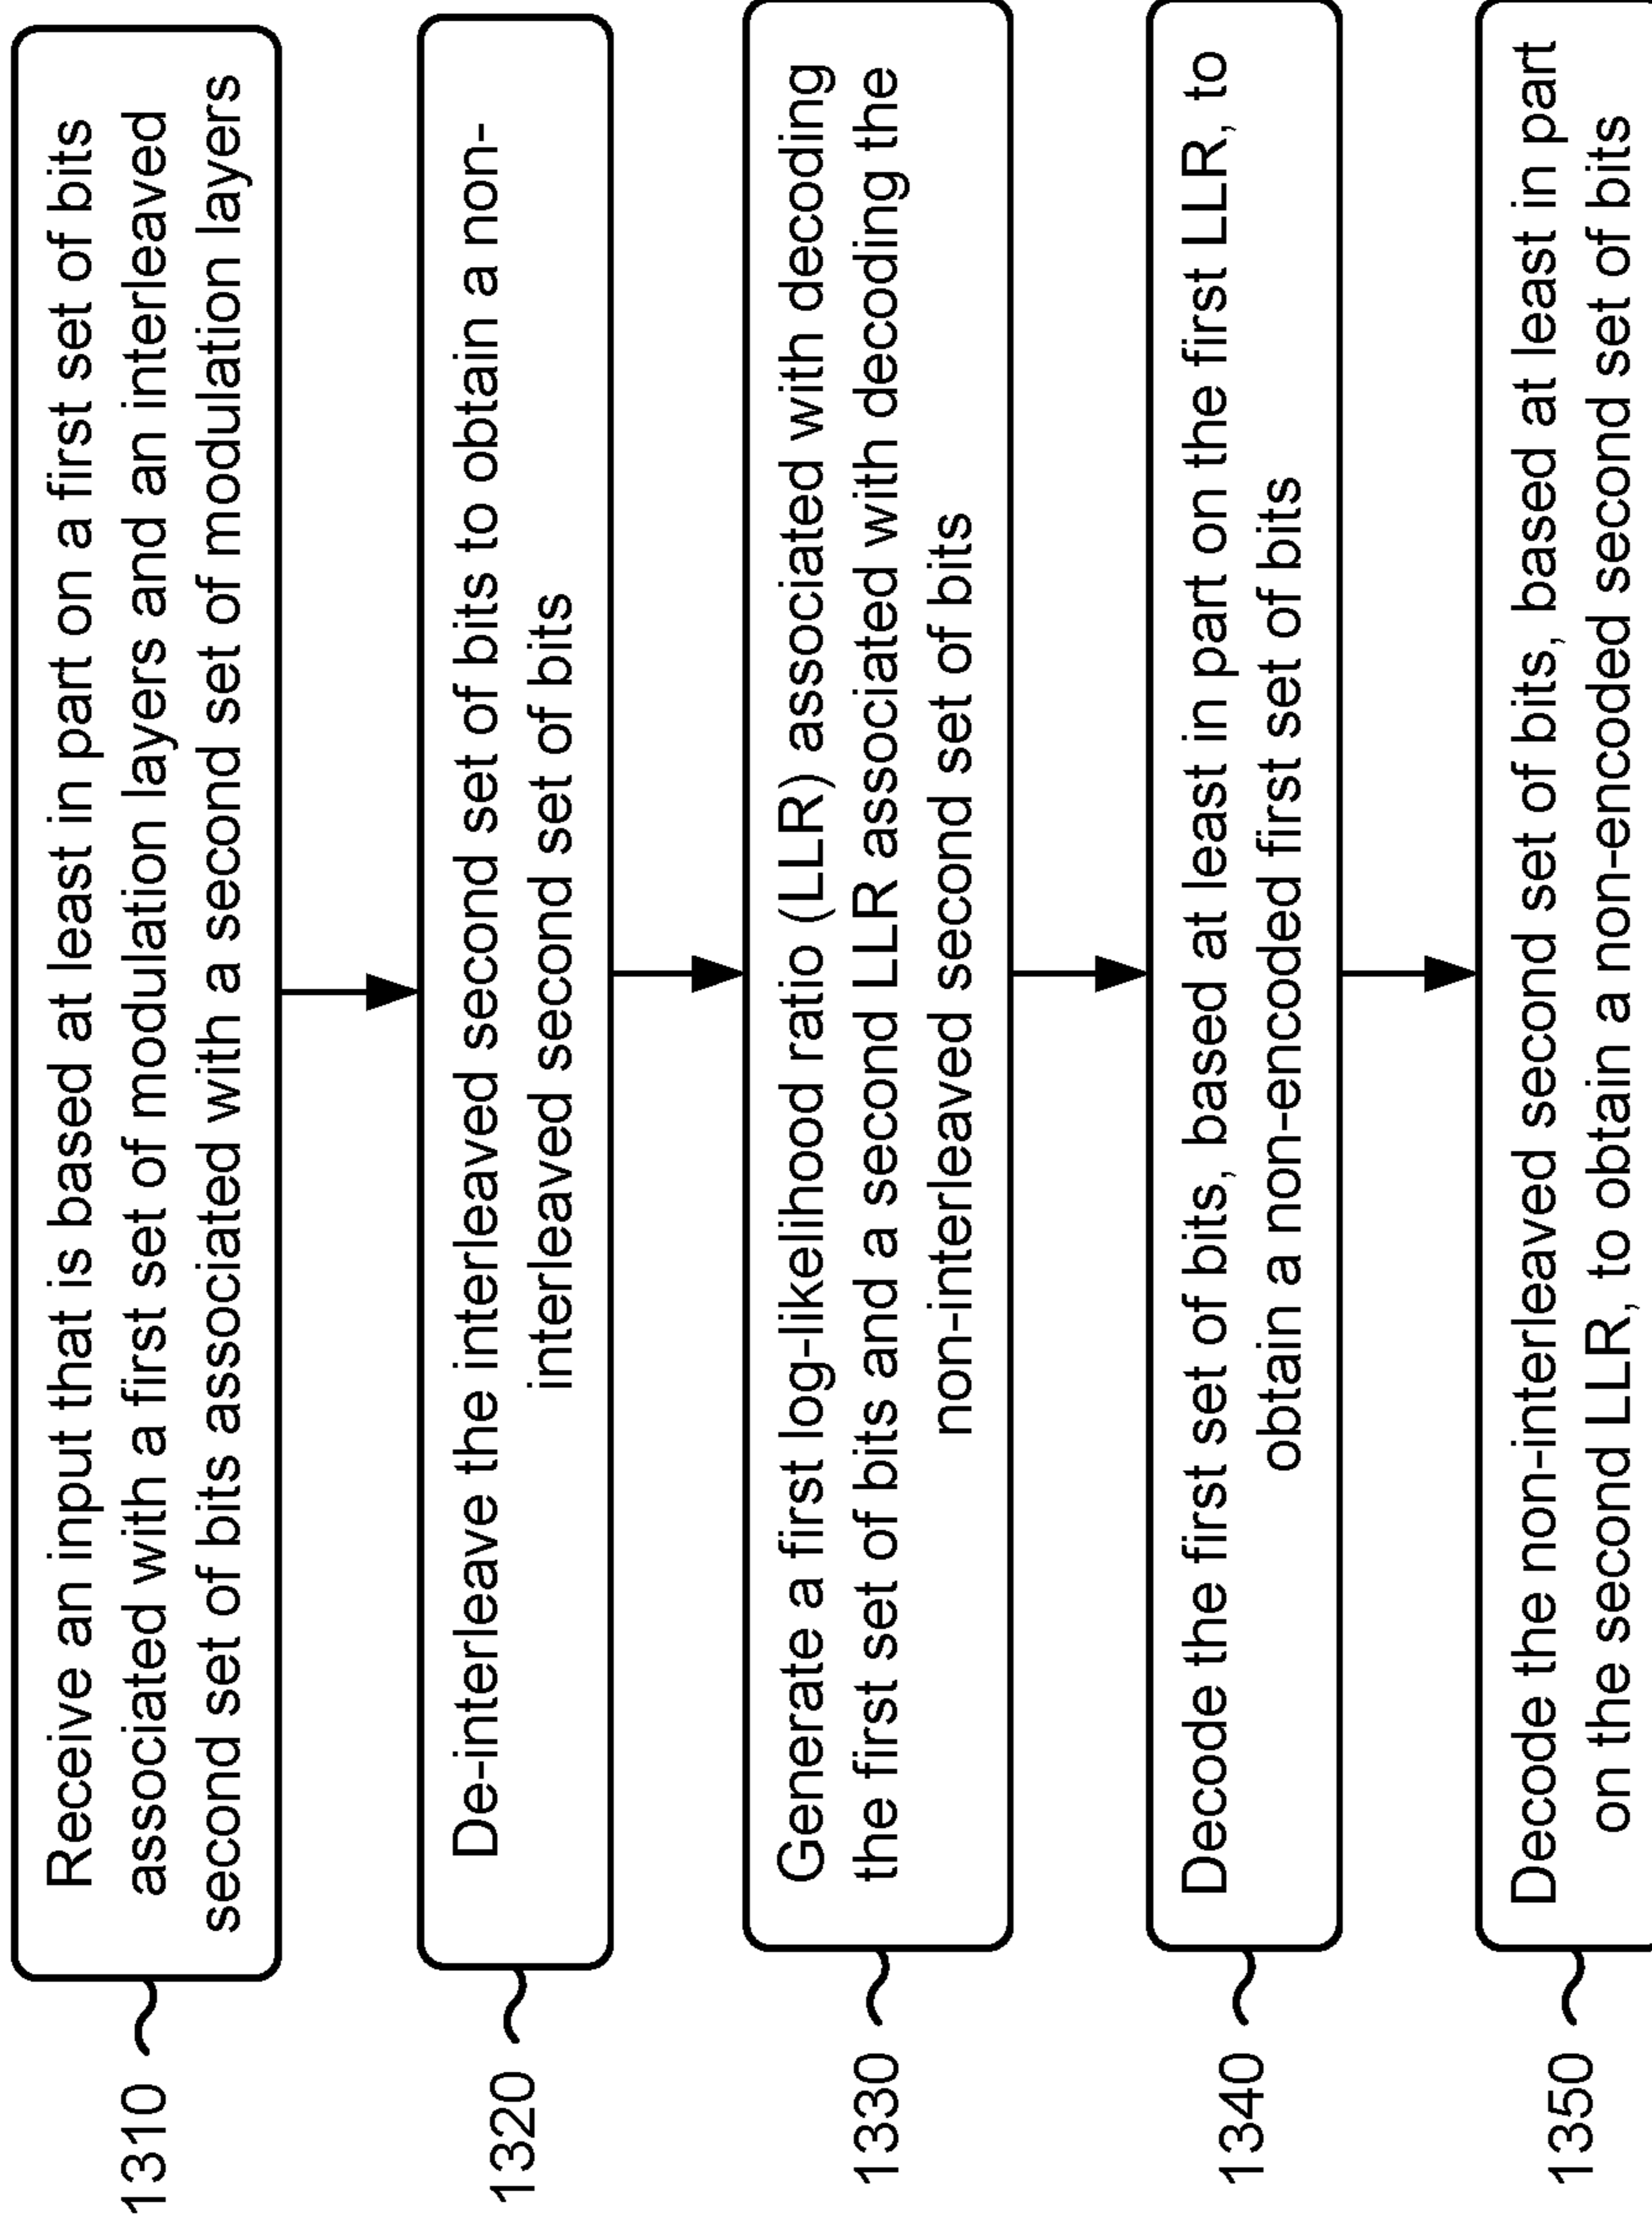 1310
Receive an input that is based at least in part on a first set of bits
associated with a first set of modulation layers and an interleaved
second set of bits associated with a second set of modulation layers
1320
De-interleave the interleaved second set of bits to obtain a non-
interleaved second set of bits
1330
Generate a first log-likelihood ratio (LLR) associated with decoding
the first set of bits and a second LLR associated with decoding the
non-interleaved second set of bits
1340
Decode the first set of bits, based at least in part on the first LLR, to
obtain a non-encoded first set of bits
1350
Decode the non-interleaved second set of bits, based at least in part
on the second LLR, to obtain a non-encoded second set of bits